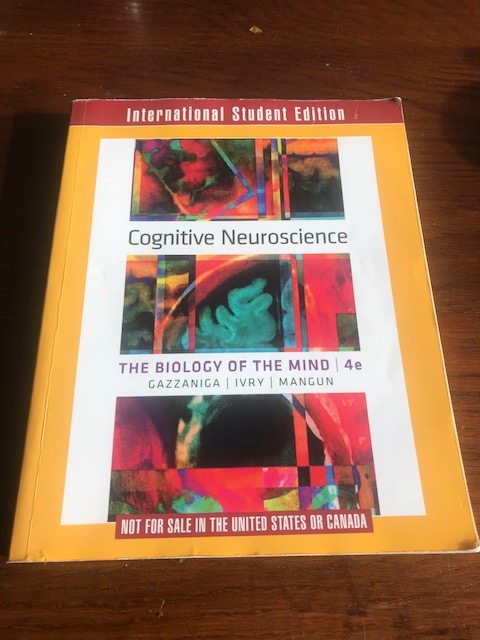 International Student Edition
Cognitive Neuroscience
THE BIOLOGY OF THE MIND | 4e
GAZZANIGA | IVRY | MANGUN
NOT FOR SALE IN THE UNITED STATES OR CANADA